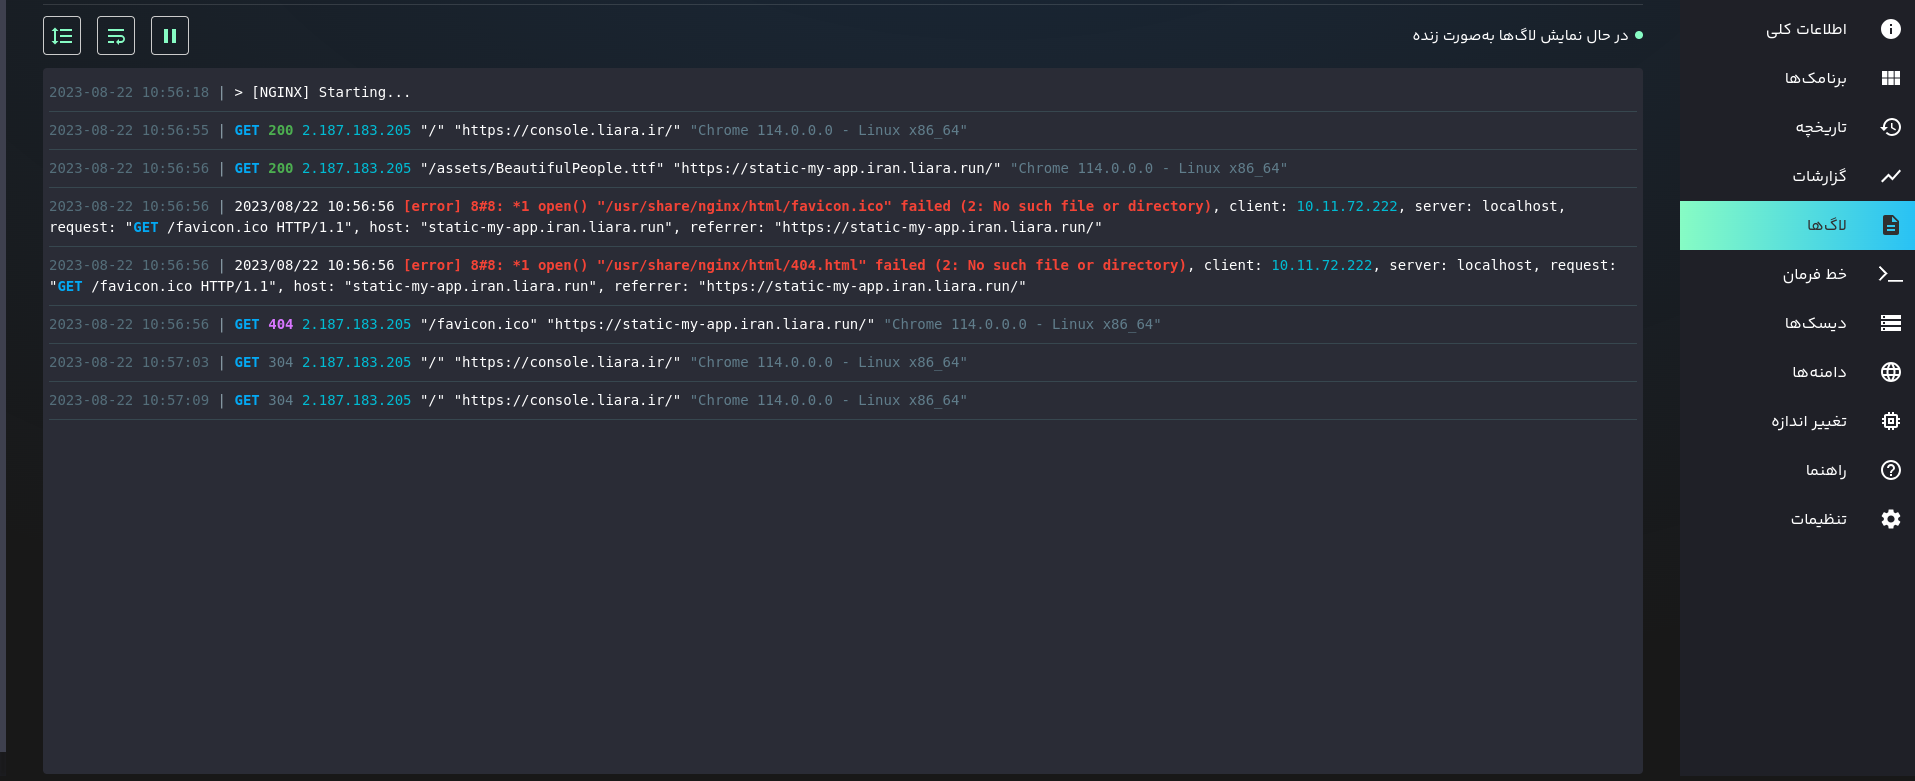 در حال نمایش لاگ‌ها به‌صورت زنده
2023-08-22 10:56:18 | > [NGINX] Starting...
2023-08-22 10:56:55 | GET 200 2.187.183.205 "/" "https://console.liara.ir/" "Chrome 114.0.0.0 - Linux x86_64"
2023-08-22 10:56:56 | GET 200 2.187.183.205 "/assets/BeautifulPeople.ttf" "https://static-my-app.iran.liara.run/" "Chrome 114.0.0.0 - Linux x86_64"
2023-08-22 10:56:56 | 2023/08/22 10:56:56 [error] 8#8: *1 open() "/usr/share/nginx/html/favicon.ico" failed (2: No such file or directory), client: 10.11.72.222, server: localhost,
request: "GET /favicon.ico HTTP/1.1", host: "static-my-app.iran.liara.run", referrer: "https://static-my-app.iran.liara.run/"
2023-08-22 10:56:56 | 2023/08/22 10:56:56 [error] 8#8: *1 open() "/usr/share/nginx/html/404.html" failed (2: No such file or directory), client: 10.11.72.222, server: localhost, request:
"GET /favicon.ico HTTP/1.1", host: "static-my-app.iran.liara.run", referrer: "https://static-my-app.iran.liara.run/"
2023-08-22 10:56:56 | GET 404 2.187.183.205 "/favicon.ico" "https://static-my-app.iran.liara.run/" "Chrome 114.0.0.0 - Linux x86_64"
2023-08-22 10:57:03 | GET 304 2.187.183.205 "/" "https://console.liara.ir/" "Chrome 114.0.0.0 - Linux x86_64"
2023-08-22 10:57:09 | GET 304 2.187.183.205 "/" "https://console.liara.ir/" "Chrome 114.0.0.0 - Linux x86_64"
اطلاعات کلی
برنامک‌ها
تاریخچه
گزارشات
لاگ‌ها
خط فرمان
دیسک‌ها
دامنه‌ها
تغییر اندازه
راهنما
تنظیمات